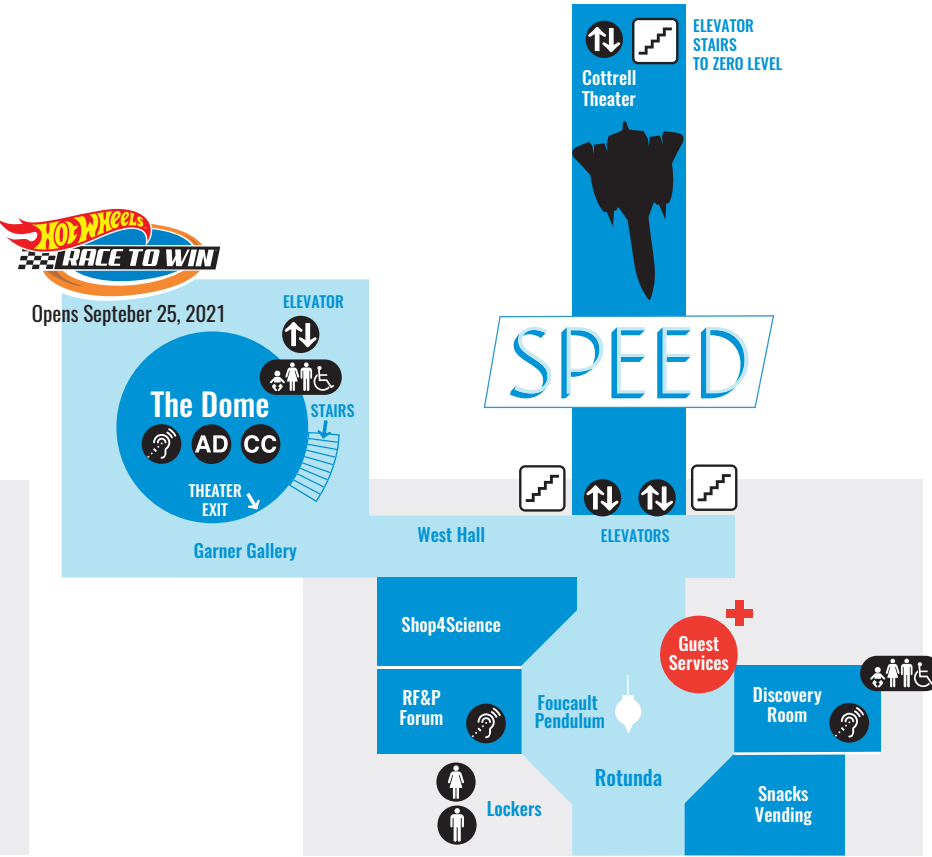 ELEVATOR
STAIRS
TO ZERO LEVEL
Cottrell
Theater
HOT WHEELS
RACE TO WIN
Opens Septeber 25, 2021
ELEVATOR
SPEED
The Dome
STAIRS
AD CC
THEATER
EXIT
Garner Gallery
West Hall
ELEVATORS
Shop4Science
Guest
Services
RF&P
Forum
Foucault
Pendulum
Discovery
Room
Rotunda
Lockers
Snacks
Vending